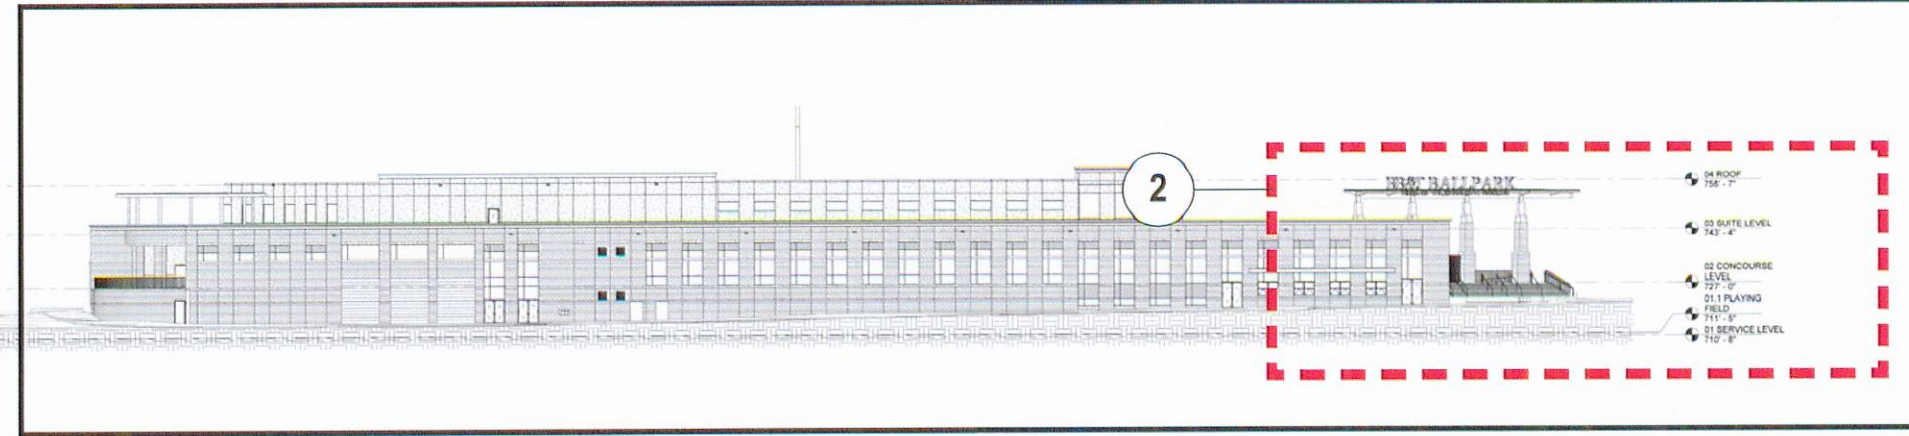 2
BALLPARK
04 ROOF
758' - 7"
03 SUITE LEVEL
743' - 4"
02 CONCOURSE
LEVEL
727' - 0"
01.1 PLAYING
FIELD
711' - 5"
01 SERVICE LEVEL
710' - 8"